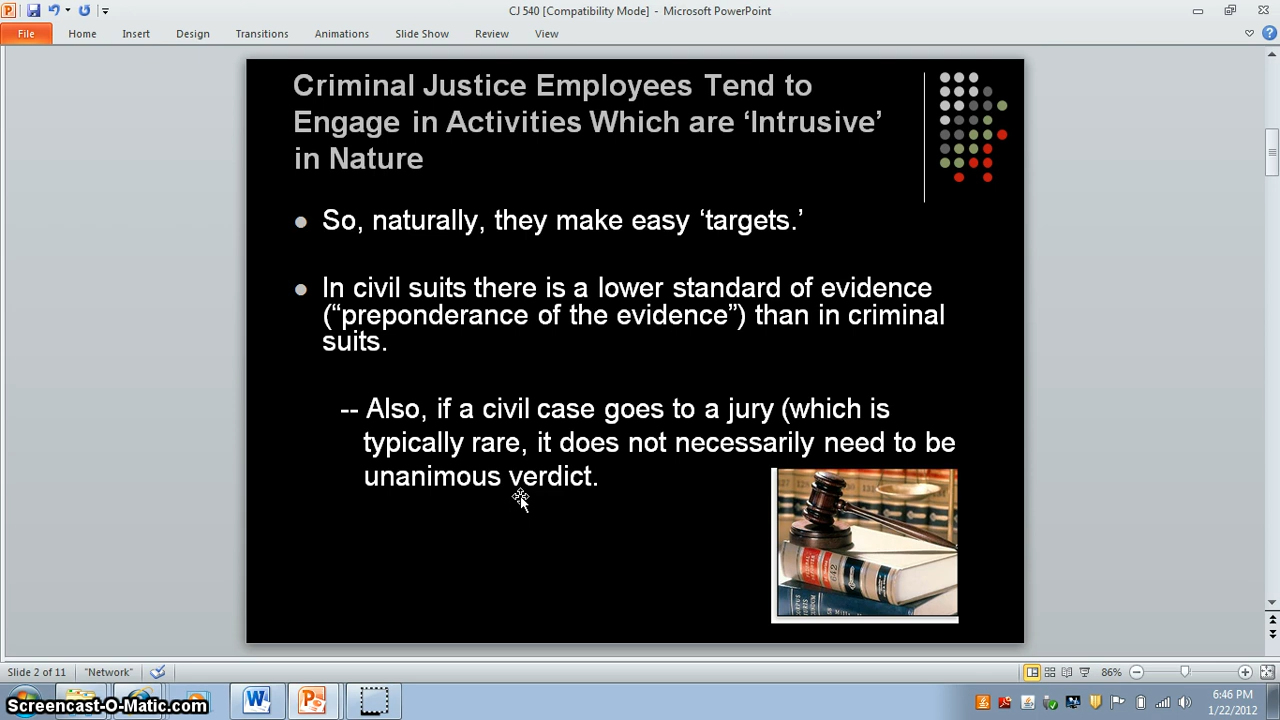 CJ 540 [Compatibility Mode] - Microsoft PowerPoint
File Home Insert Design Transitions Animations Slide Show Review View
Criminal Justice Employees Tend to
Engage in Activities Which are ‘Intrusive’
in Nature
So, naturally, they make easy ‘targets.’
In civil suits there is a lower standard of evidence
(“preponderance of the evidence”) than in criminal
suits.
-- Also, if a civil case goes to a jury (which is
typically rare, it does not necessarily need to be
unanimous verdict.
Slide 2 of 11 "Network" 86%
Screencast-O-Matic.com
6:46 PM
1/22/2012